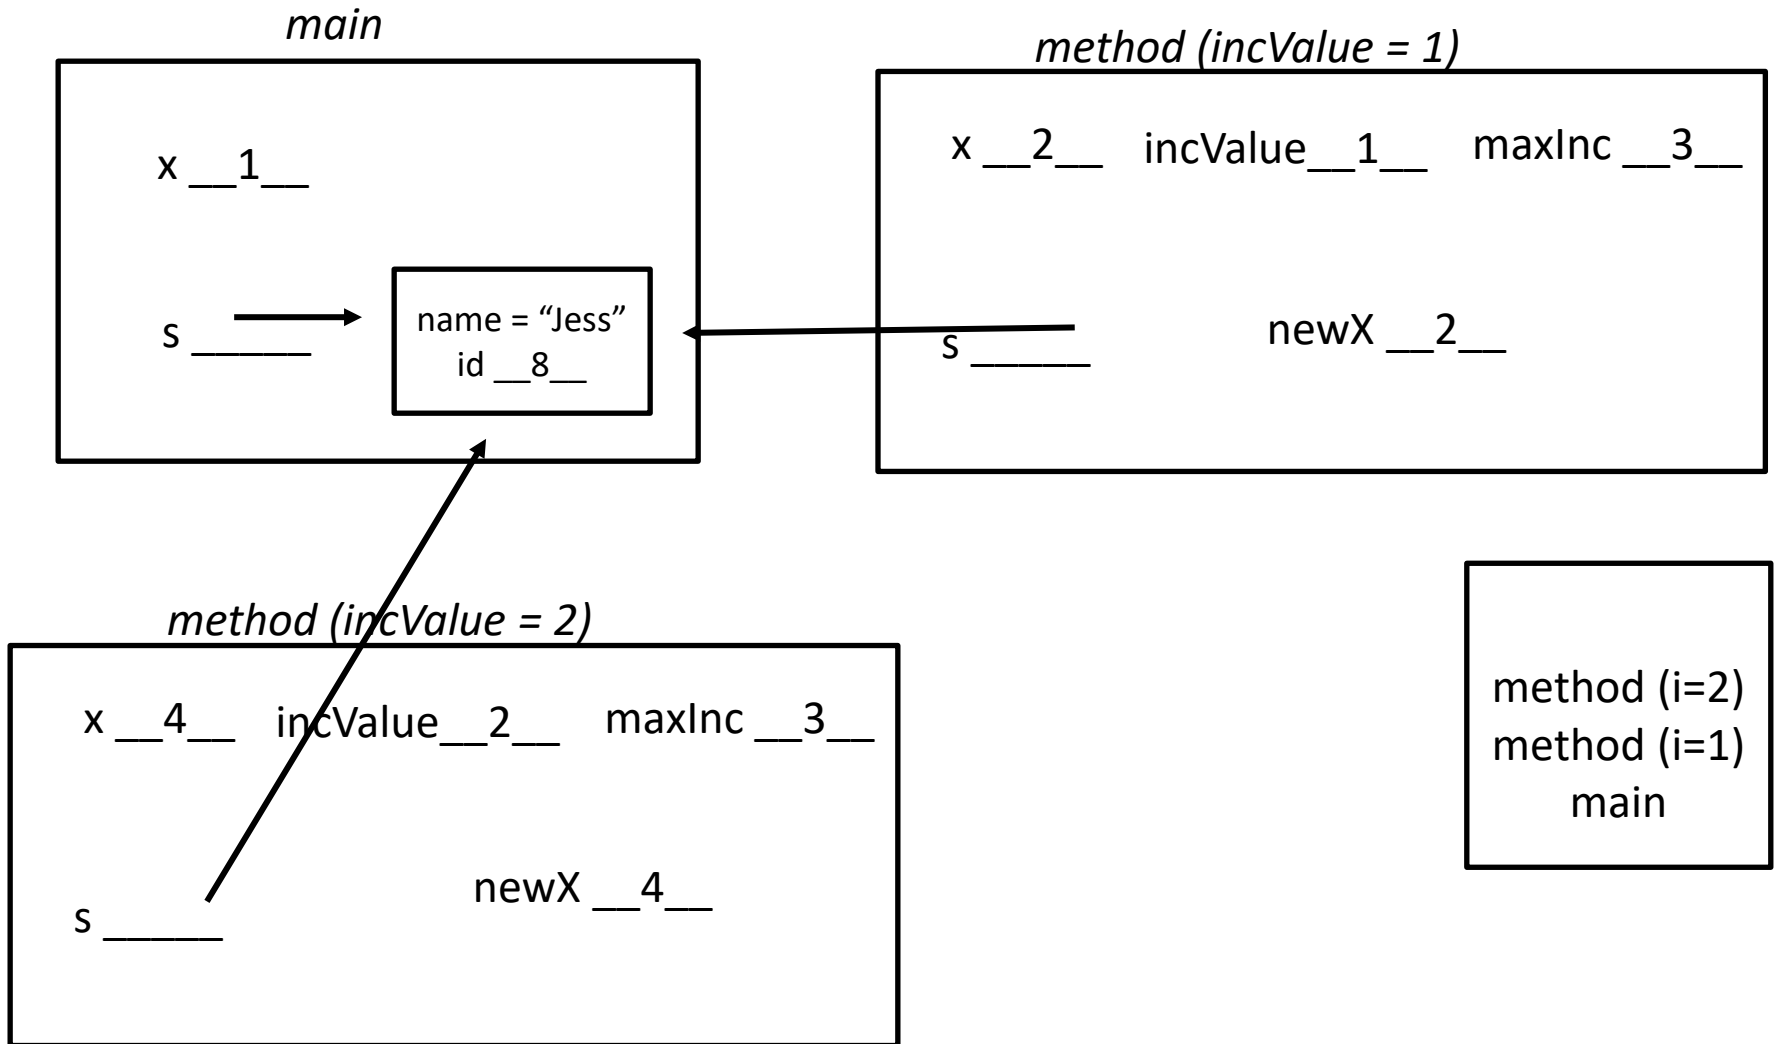 main
x __1__
s _____
name = “Jess”
id __8__
method (incValue = 1)
x __2__ incValue__1__ maxInc __3__
s _____ newX __2__
method (incValue = 2)
x __4__ incValue__2__ maxInc __3__
s _____ newX __4__
method (i=2)
method (i=1)
main